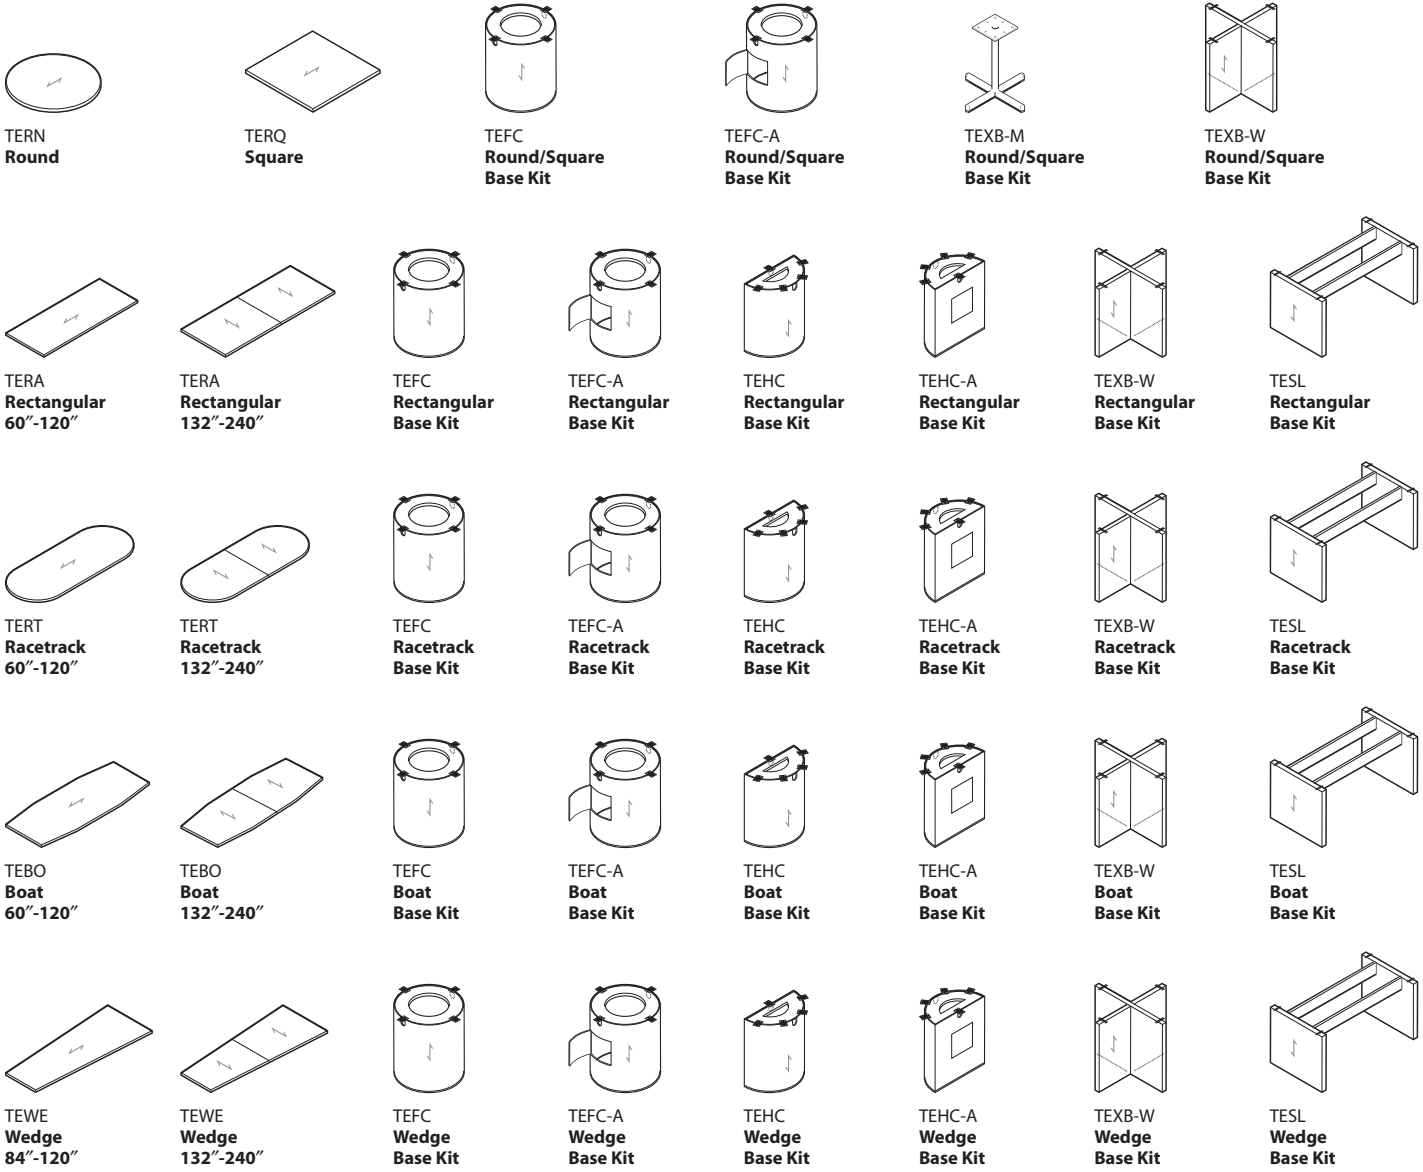 TERN
Round
TERQ
Square
TEFC
Round/Square
Base Kit
TEFC-A
Round/Square
Base Kit
TEXB-M
Round/Square
Base Kit
TEXB-W
Round/Square
Base Kit
TERA
Rectangular
60″-120″
TERA
Rectangular
132″-240″
TEFC
Rectangular
Base Kit
TEFC-A
Rectangular
Base Kit
TEHC
Rectangular
Base Kit
TEHC-A
Rectangular
Base Kit
TEXB-W
Rectangular
Base Kit
TESL
Rectangular
Base Kit
TERT
Racetrack
60″-120″
TERT
Racetrack
132″-240″
TEFC
Racetrack
Base Kit
TEFC-A
Racetrack
Base Kit
TEHC
Racetrack
Base Kit
TEHC-A
Racetrack
Base Kit
TEXB-W
Racetrack
Base Kit
TESL
Racetrack
Base Kit
TEBO
Boat
60″-120″
TEBO
Boat
132″-240″
TEFC
Boat
Base Kit
TEFC-A
Boat
Base Kit
TEHC
Boat
Base Kit
TEHC-A
Boat
Base Kit
TEXB-W
Boat
Base Kit
TESL
Boat
Base Kit
TEWE
Wedge
84″-120″
TEWE
Wedge
132″-240″
TEFC
Wedge
Base Kit
TEFC-A
Wedge
Base Kit
TEHC
Wedge
Base Kit
TEHC-A
Wedge
Base Kit
TEXB-W
Wedge
Base Kit
TESL
Wedge
Base Kit